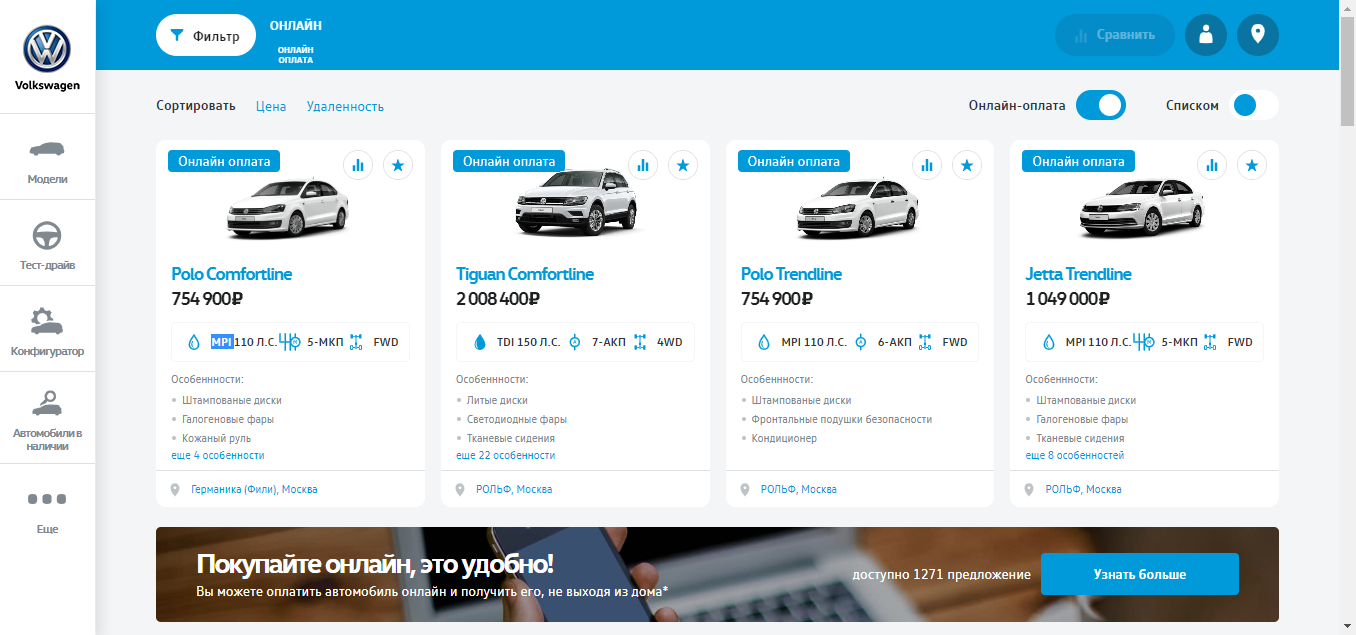 Volkswagen
Модели
Тест-драйв
Конфигуратор
Автомобили в
наличии
Еще
Фильтр
ОНЛАЙН
ОНЛАЙН
ОПЛАТА
Сравнить
Сортировать Цена Удаленность
Онлайн-оплата
Списком
Онлайн оплата
Polo Comfortline
754 900₽
MPI 110 Л.С. 5-МКП FWD
Особеннности:
Штампованые диски
Галогеновые фары
Кожаный руль
еще 4 особенности
Германика (Фили), Москва
Онлайн оплата
Tiguan Comfortline
2 008 400₽
TDI 150 Л.С. 7-АКП 4WD
Особеннности:
Литые диски
Светодиодные фары
Тканевые сидения
еще 22 особенности
РОЛЬФ, Москва
Онлайн оплата
Polo Trendline
754 900₽
MPI 110 Л.С. 6-АКП FWD
Особеннности:
Штампованые диски
Фронтальные подушки безопасности
Кондиционер
РОЛЬФ, Москва
Онлайн оплата
Jetta Trendline
1 049 000₽
MPI 110 Л.С. 5-МКП FWD
Особеннности:
Штампованые диски
Галогеновые фары
Тканевые сидения
еще 8 особенностей
РОЛЬФ, Москва
Покупайте онлайн, это удобно!
Вы можете оплатить автомобиль онлайн и получить его, не выходя из дома*
доступно 1271 предложение
Узнать больше